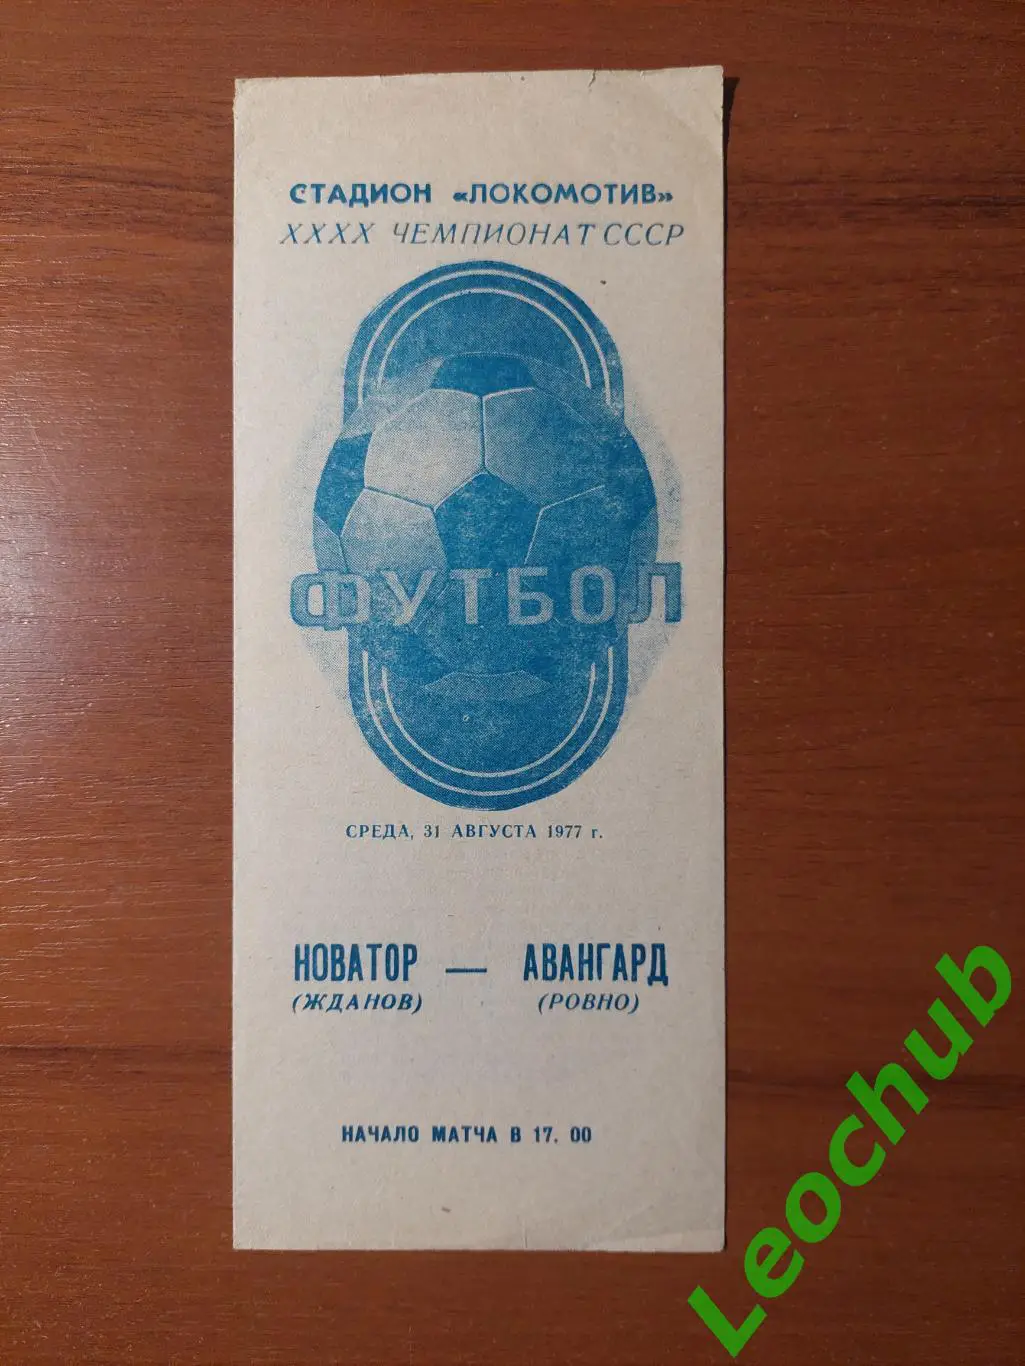 СТАДИОН «ЛОКОМОТИВ»
XXXX ЧЕМПИОНАТ СССР
ФУТБОЛ
СРЕДА, 31 АВГУСТА 1977 г.
НОВАТОР — АВАНГАРД
(ЖДАНОВ) (РОВНО)
НАЧАЛО МАТЧА В 17. 00
Leochub